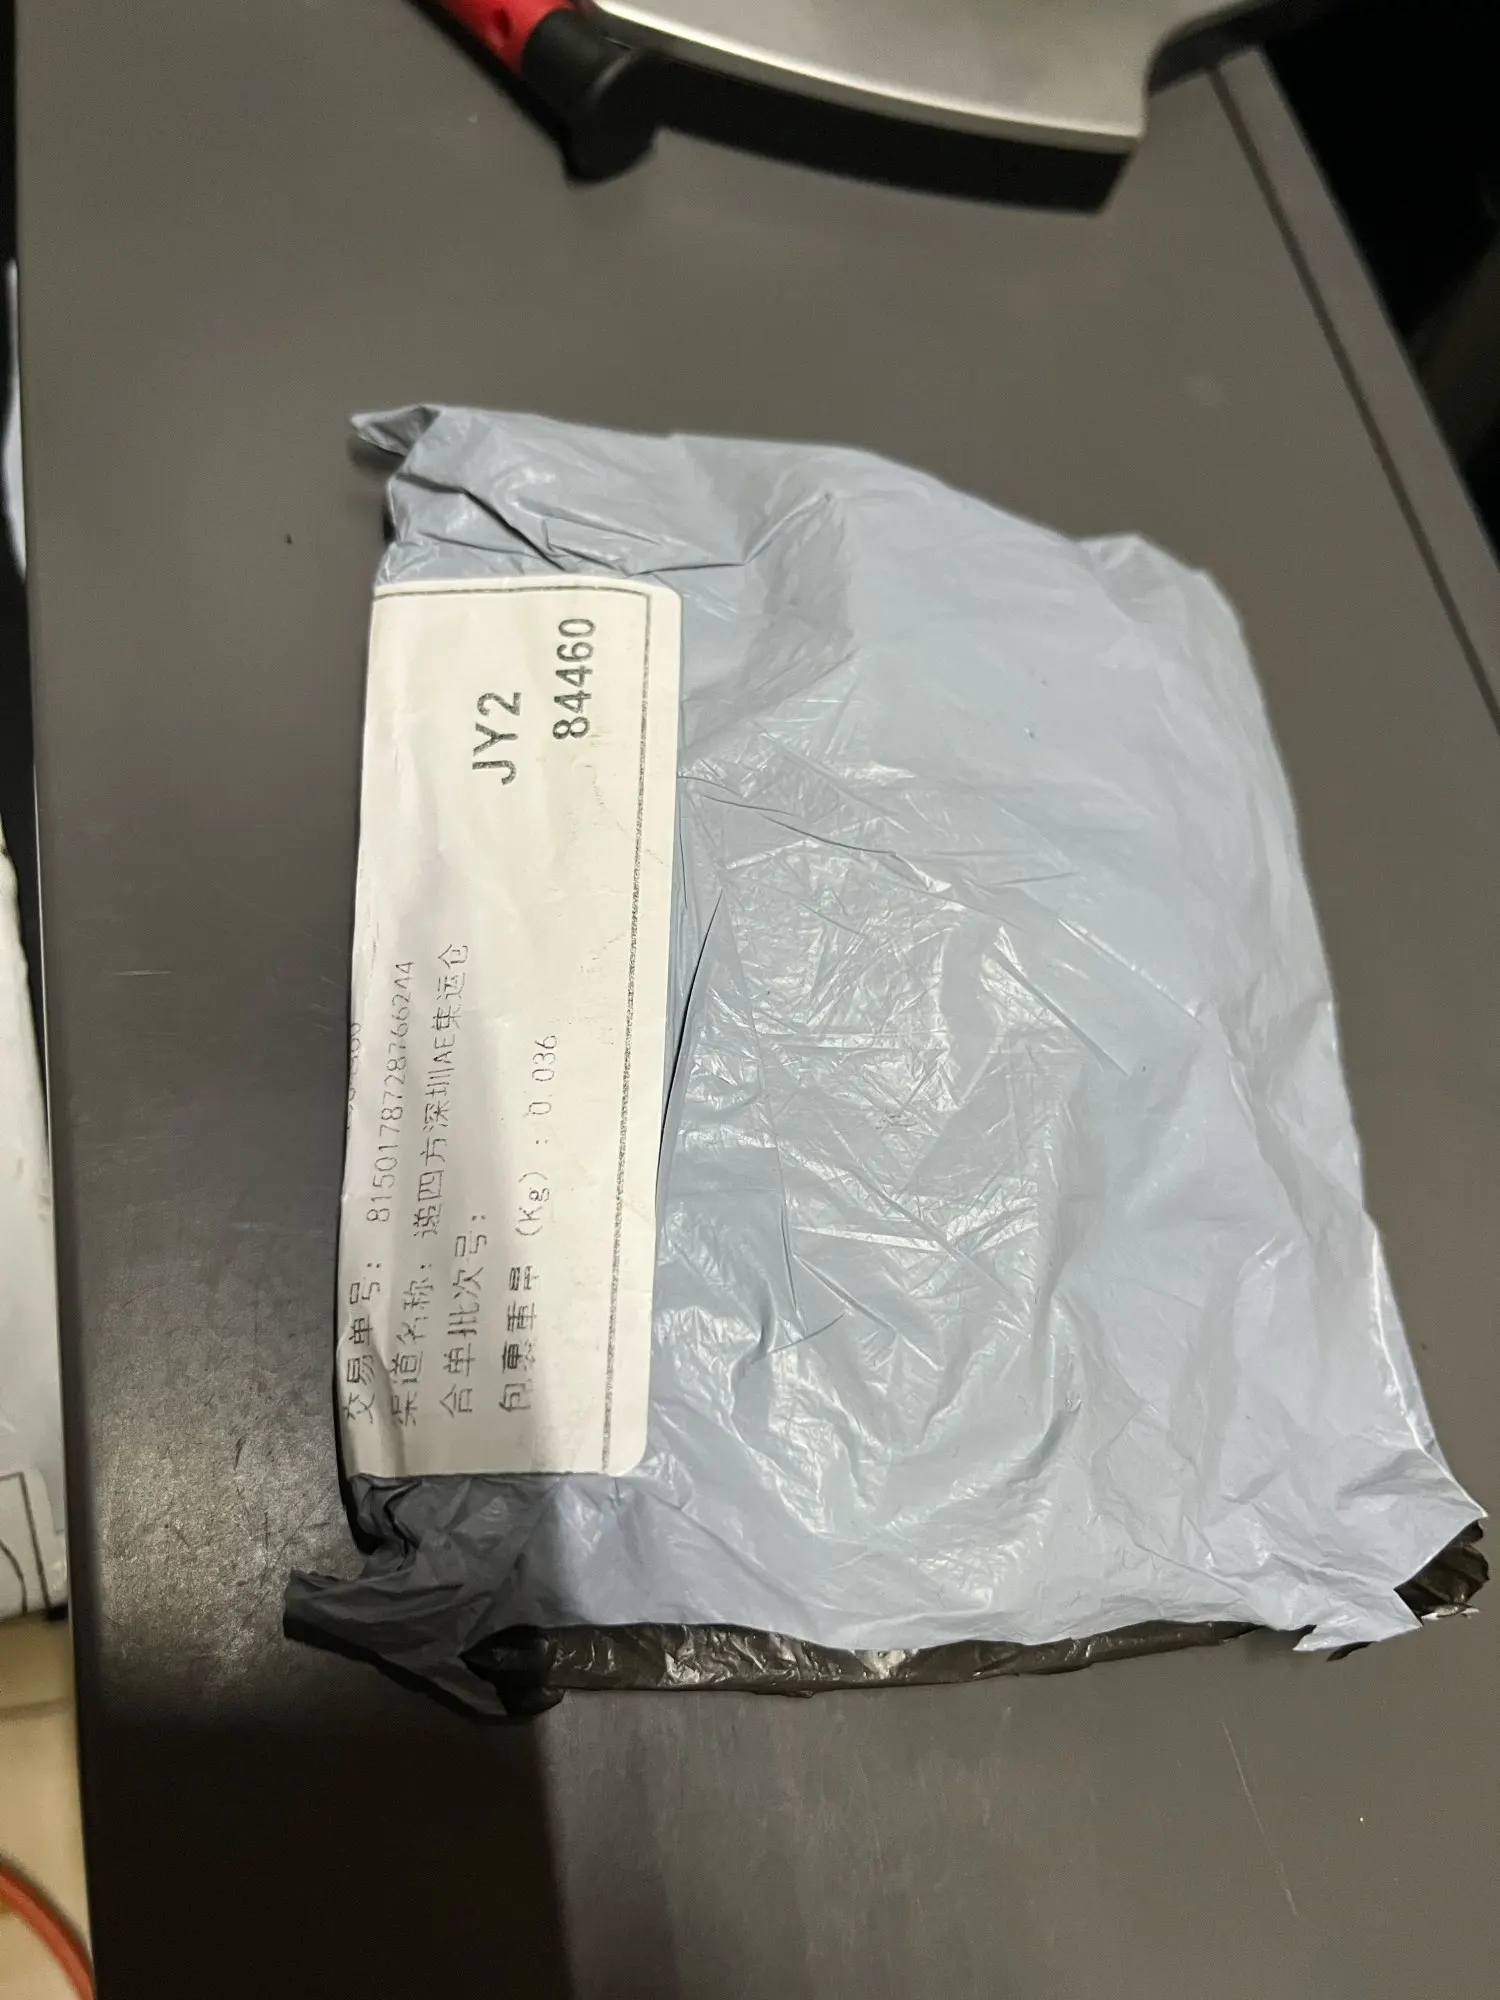 交易单号： 8150178728766244
渠道名称： 递四方深圳AE集运仓
合单批次号：
JY2
包裹重量（Kg）：0.036
84460